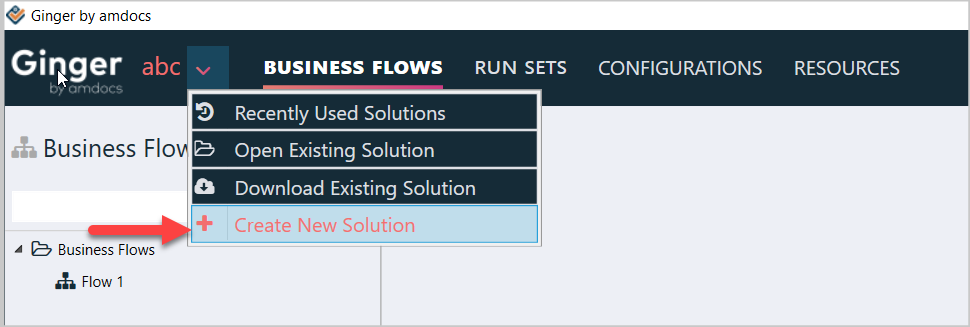 Ginger by amdocs
Ginger abc BUSINESS FLOWS RUN SETS CONFIGURATIONS RESOURCES
by amdocs
Recently Used Solutions
Business Flow
Open Existing Solution
Download Existing Solution
Create New Solution
Business Flows
Flow 1